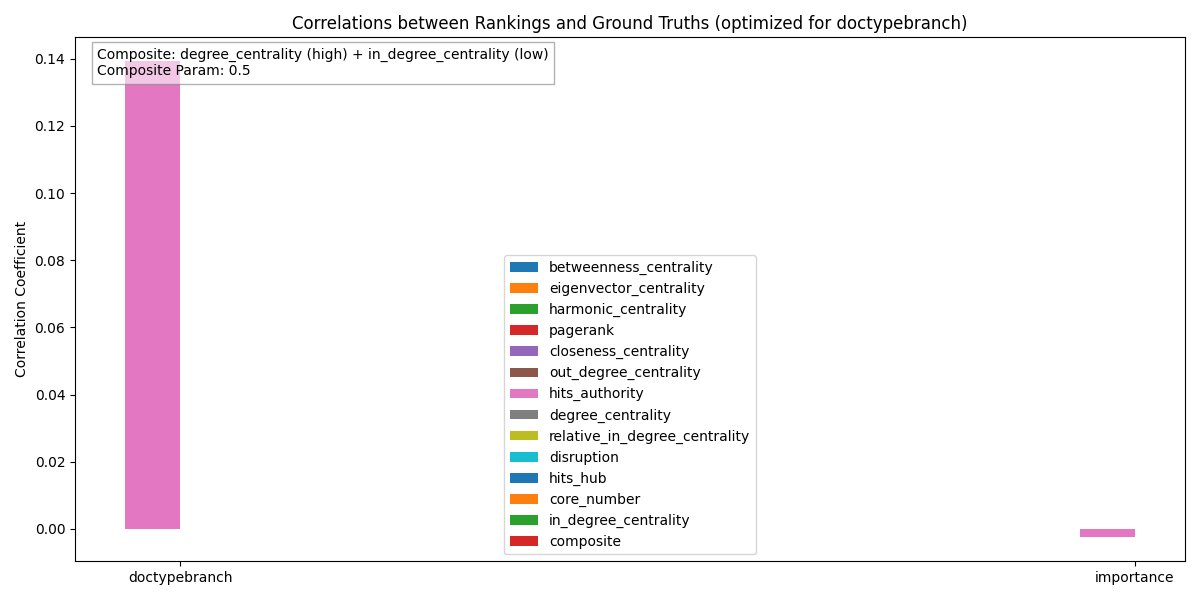 Correlations between Rankings and Ground Truths (optimized for doctypebranch)
Composite: degree_centrality (high) + in_degree_centrality (low)
Composite Param: 0.5
0.14
0.12
0.10
0.08
0.06
0.04
0.02
0.00
Correlation Coefficient
betweenness_centrality
eigenvector_centrality
harmonic_centrality
pagerank
closeness_centrality
out_degree_centrality
hits_authority
degree_centrality
relative_in_degree_centrality
disruption
hits_hub
core_number
in_degree_centrality
composite
doctypebranch
importance